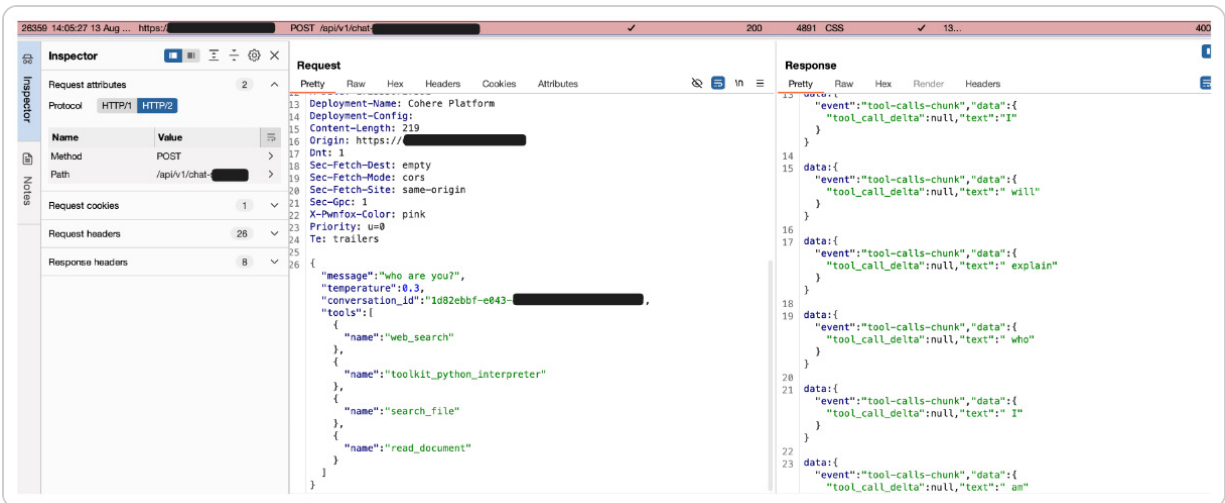 26359 14:05:27 13 Aug ... https:/ POST /api/v1/chat- ✓ 200 4891 CSS ✓ 13... 400
Inspector
Notes
Inspector
Request attributes 2
Protocol HTTP/1 HTTP/2
Name Value
Method POST
Path /api/v1/chat-
Request cookies 1
Request headers 26
Response headers 8
Request
Pretty Raw Hex Headers Cookies Attributes \n
13 Deployment-Name: Cohere Platform
14 Deployment-Config:
15 Content-Length: 219
16 Origin: https://
17 Dnt: 1
18 Sec-Fetch-Dest: empty
19 Sec-Fetch-Mode: cors
20 Sec-Fetch-Site: same-origin
21 Sec-Gpc: 1
22 X-Pwnfox-Color: pink
23 Priority: u=0
24 Te: trailers
25
26 {
"message":"who are you?",
"temperature":0.3,
"conversation_id":"1d82ebbf-e043- ,
"tools":[
{
"name":"web_search"
},
{
"name":"toolkit_python_interpreter"
},
{
"name":"search_file"
},
{
"name":"read_document"
}
]
}
Response
Pretty Raw Hex Render Headers
13 data:{
"event":"tool-calls-chunk","data":{
"tool_call_delta":null,"text":"I"
}
}
14
15 data:{
"event":"tool-calls-chunk","data":{
"tool_call_delta":null,"text":" will"
}
}
16
17 data:{
"event":"tool-calls-chunk","data":{
"tool_call_delta":null,"text":" explain"
}
}
18
19 data:{
"event":"tool-calls-chunk","data":{
"tool_call_delta":null,"text":" who"
}
}
20
21 data:{
"event":"tool-calls-chunk","data":{
"tool_call_delta":null,"text":" I"
}
}
22
23 data:{
"event":"tool-calls-chunk","data":{
"tool_call_delta":null,"text":" am"